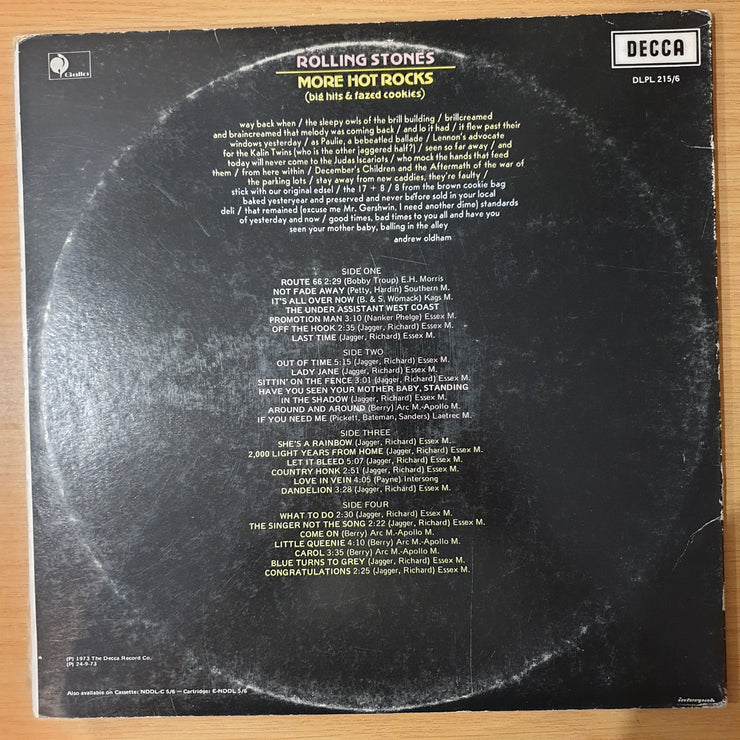 Gallo
DECCA
DLPL 215/6
ROLLING STONES
MORE HOT ROCKS
(big hits & fazed cookies)
way back when / the sleepy owls of the brill building / brillcreamed
and braincreamed that melody was coming back / and lo it had / it flew past their
windows yesterday / as Paulie, a bebeatled ballade / Lennon's advocate
for the Kalin Twins (who is the other jaggered half?) / seen so far away / and
today will never come to the Judas Iscariots / who mock the hands that feed
them / from here within / December's Children and the Aftermath of the war of
the parking lots / stay away from new caddies, they're faulty /
stick with our original edsel / the 17 + 8 / 8 from the brown cookie bag
baked yesteryear and preserved and never before sold in your local
deli / that remained (excuse me Mr. Gershwin, I need another dime) standards
of yesterday and now / good times, bad times to you all and have you
seen your mother baby, balling in the alley
andrew oldham
SIDE ONE
ROUTE 66 2:29 (Bobby Troup) E.H. Morris
NOT FADE AWAY (Petty, Hardin) Southern M.
IT'S ALL OVER NOW (B. & S. Womack) Kags M.
THE UNDER ASSISTANT WEST COAST
PROMOTION MAN 3:10 (Nanker Phelge) Essex M.
OFF THE HOOK 2:35 (Jagger, Richard) Essex M.
LAST TIME (Jagger, Richard) Essex M.
SIDE TWO
OUT OF TIME 5:15 (Jagger, Richard) Essex M.
LADY JANE (Jagger, Richard) Essex M.
SITTIN' ON THE FENCE 3:01 (Jagger, Richard) Essex M.
HAVE YOU SEEN YOUR MOTHER BABY, STANDING
IN THE SHADOW (Jagger, Richard) Essex M.
AROUND AND AROUND (Berry) Arc M.-Apollo M.
IF YOU NEED ME (Pickett, Bateman, Sanders) Laetrec M.
SIDE THREE
SHE'S A RAINBOW (Jagger, Richard) Essex M.
2,000 LIGHT YEARS FROM HOME (Jagger, Richard) Essex M.
LET IT BLEED 5:07 (Jagger, Richard) Essex M.
COUNTRY HONK 2:51 (Jagger, Richard) Essex M.
LOVE IN VEIN 4:05 (Payne) Intersong
DANDELION 3:28 (Jagger, Richard) Essex M.
SIDE FOUR
WHAT TO DO 2:30 (Jagger, Richard) Essex M.
THE SINGER NOT THE SONG 2:22 (Jagger, Richard) Essex M.
COME ON (Berry) Arc M.-Apollo M.
LITTLE QUEENIE 4:10 (Berry) Arc M.-Apollo M.
CAROL 3:35 (Berry) Arc M.-Apollo M.
BLUE TURNS TO GREY (Jagger, Richard) Essex M.
CONGRATULATIONS 2:25 (Jagger, Richard) Essex M.
(P) 1973 The Decca Record Co.
(P) 24-9-73
Also available on Cassette: NDDL-C 5/6 — Cartridge: E-NDDL 5/6